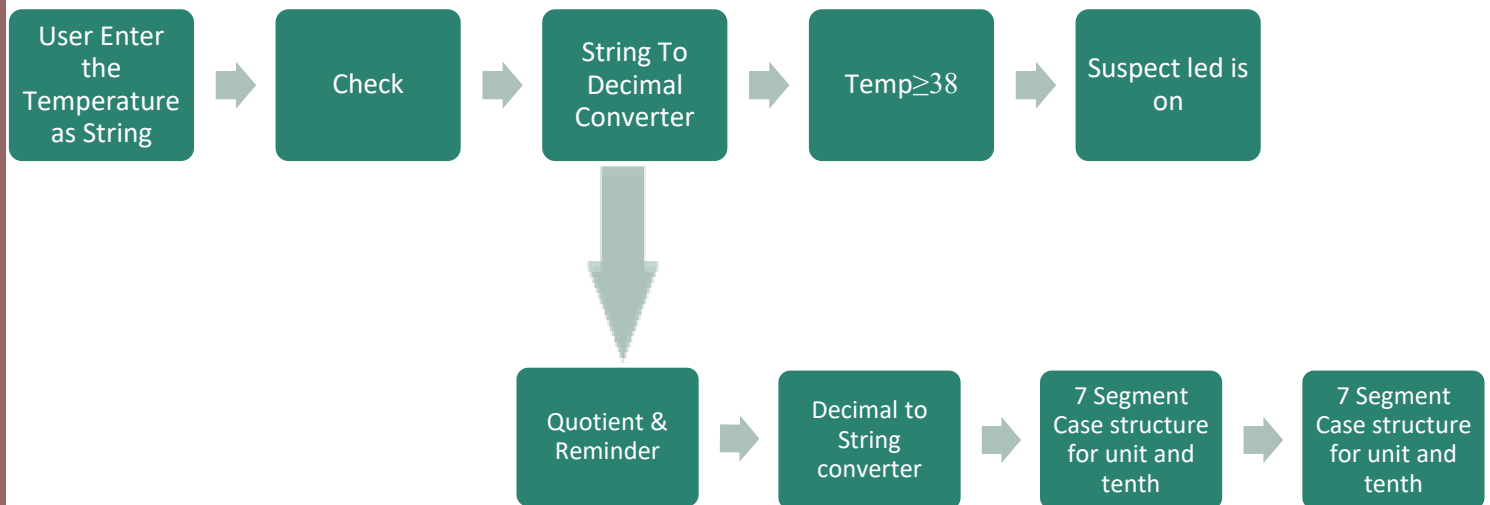 User Enter
the
Temperature
as String
Check
String To
Decimal
Converter
Temp≥38
Suspect led is
on
Quotient &
Reminder
Decimal to
String
converter
7 Segment
Case structure
for unit and
tenth
7 Segment
Case structure
for unit and
tenth